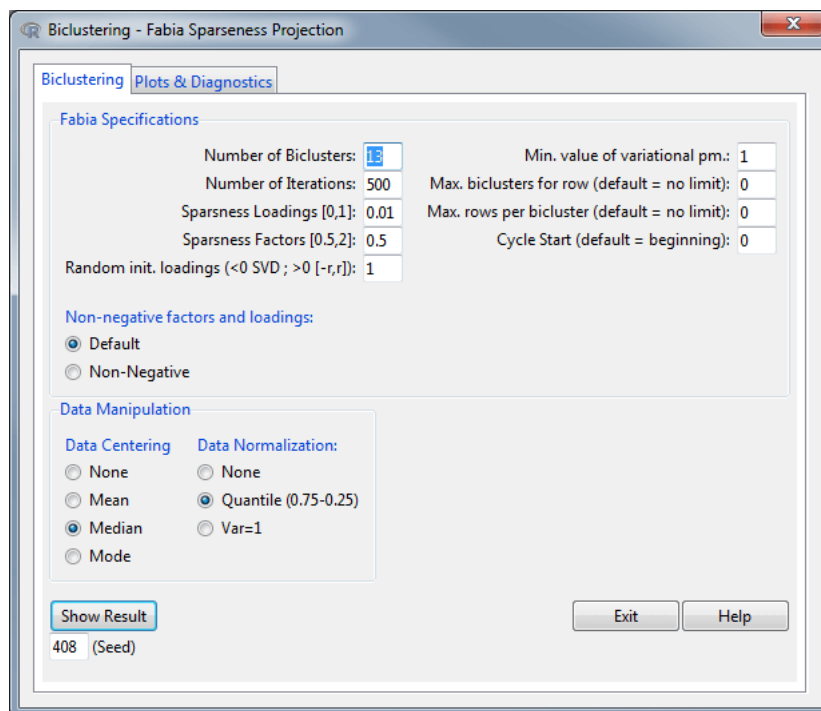 Biclustering - Fabia Sparseness Projection
Biclustering Plots & Diagnostics
Fabia Specifications
Number of Biclusters: 13 Min. value of variational pm.: 1
Number of Iterations: 500 Max. biclusters for row (default = no limit): 0
Sparsness Loadings [0,1]: 0.01 Max. rows per bicluster (default = no limit): 0
Sparsness Factors [0.5,2]: 0.5 Cycle Start (default = beginning): 0
Random init. loadings (<0 SVD ; >0 [-r,r]): 1
Non-negative factors and loadings:
Default
Non-Negative
Data Manipulation
Data Centering Data Normalization:
None None
Mean Quantile (0.75-0.25)
Median Var=1
Mode
Show Result Exit Help
408 (Seed)